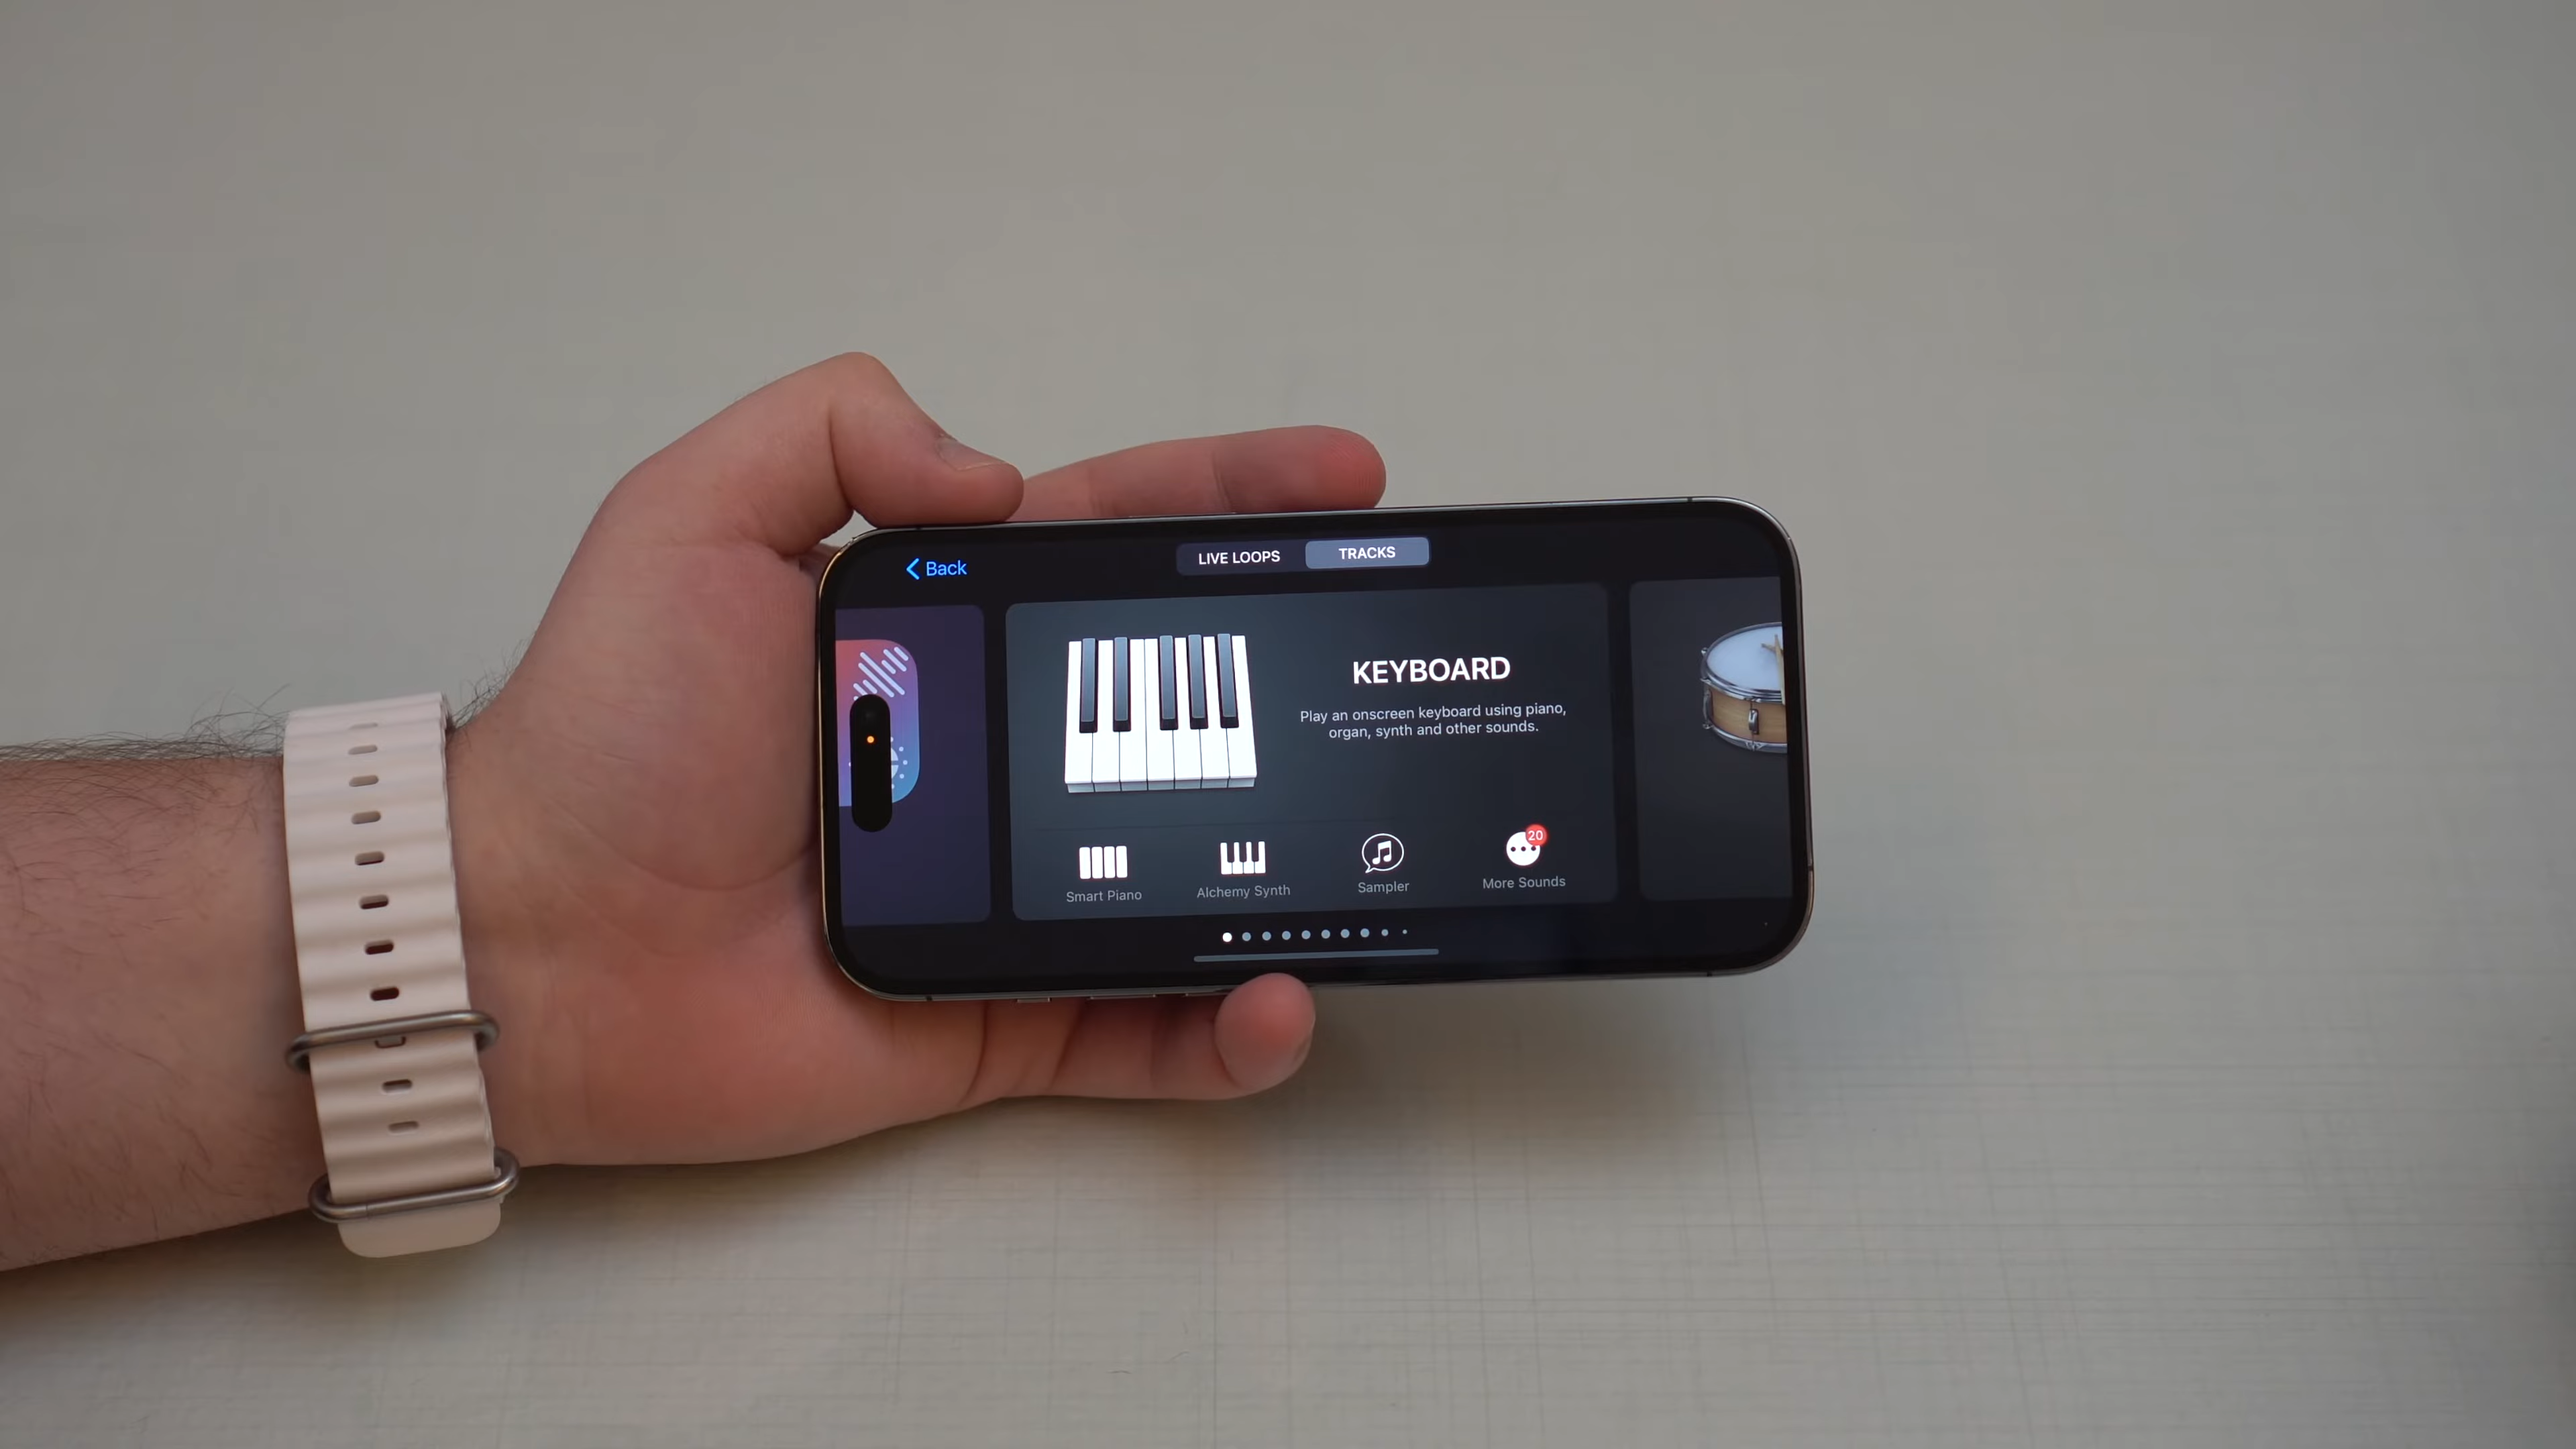 Back
LIVE LOOPS
TRACKS
KEYBOARD
Play an onscreen keyboard using piano,
organ, synth and other sounds.
Smart Piano
Alchemy Synth
Sampler
20
More Sounds